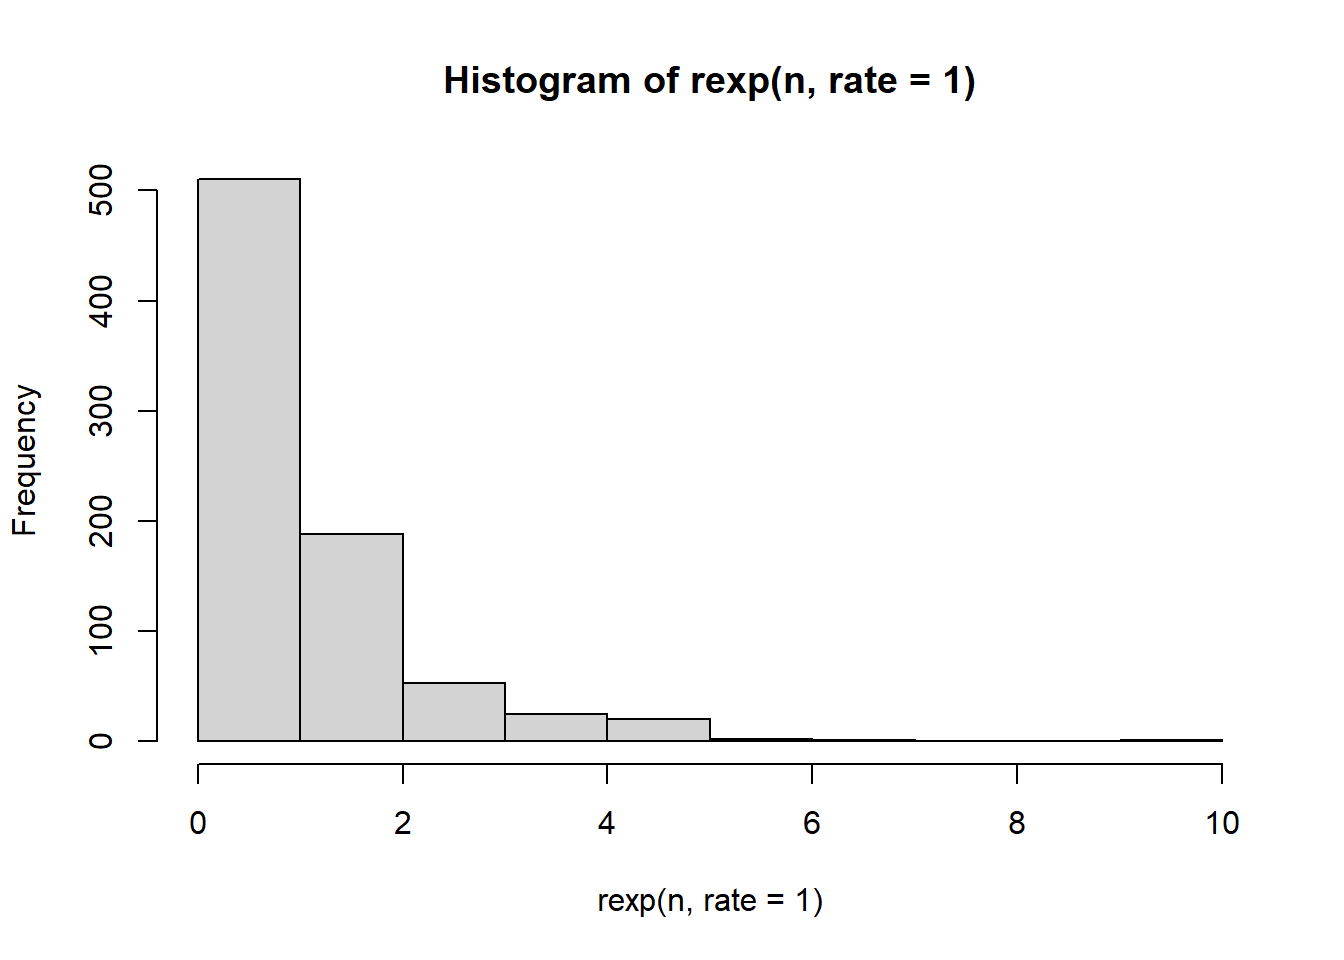 Histogram of rexp(n, rate = 1)
Frequency
500
400
300
200
100
0
0 2 4 6 8 10
rexp(n, rate = 1)